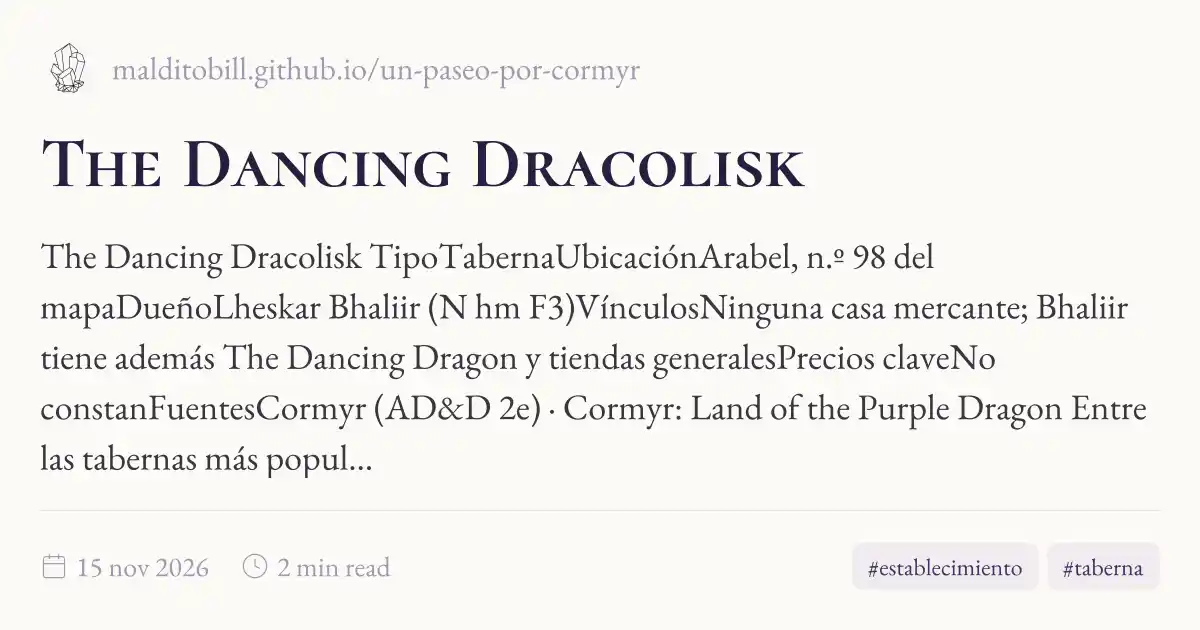 malditobill.github.io/un-paseo-por-cormyr
The Dancing Dracolisk
The Dancing Dracolisk TipoTabernaUbicaciónArabel, n.º 98 del
mapaDueñoLheskar Bhaliir (N hm F3)VínculosNinguna casa mercante; Bhaliir
tiene además The Dancing Dragon y tiendas generalesPrecios claveNo
constanFuentesCormyr (AD&D 2e) · Cormyr: Land of the Purple Dragon Entre
las tabernas más popul...
15 nov 2026 2 min read #establecimiento #taberna